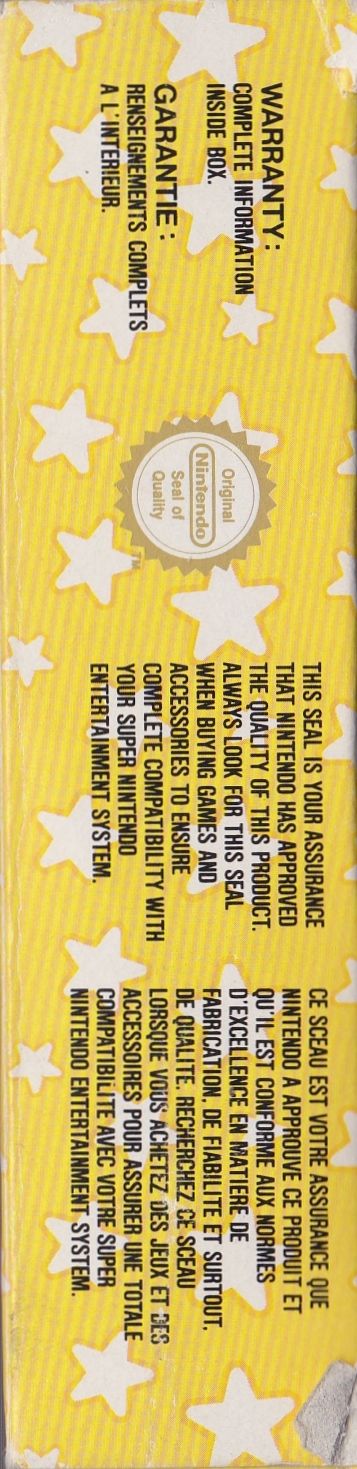 WARRANTY:
COMPLETE INFORMATION
INSIDE BOX.
GARANTIE:
RENSEIGNEMENTS COMPLETS
A L'INTERIEUR.
Original
Nintendo
Seal of
Quality
TM
THIS SEAL IS YOUR ASSURANCE
THAT NINTENDO HAS APPROVED
THE QUALITY OF THIS PRODUCT.
ALWAYS LOOK FOR THIS SEAL
WHEN BUYING GAMES AND
ACCESSORIES TO ENSURE
COMPLETE COMPATIBILITY WITH
YOUR SUPER NINTENDO
ENTERTAINMENT SYSTEM.
CE SCEAU EST VOTRE ASSURANCE QUE
NINTENDO A APPROUVE CE PRODUIT ET
QU'IL EST CONFORME AUX NORMES
D'EXCELLENCE EN MATIERE DE
FABRICATION, DE FIABILITE ET SURTOUT,
DE QUALITE. RECHERCHEZ CE SCEAU
LORSQUE VOUS ACHETEZ DES JEUX ET DES
ACCESSOIRES POUR ASSURER UNE TOTALE
COMPATIBILITE AVEC VOTRE SUPER
NINTENDO ENTERTAINMENT SYSTEM.